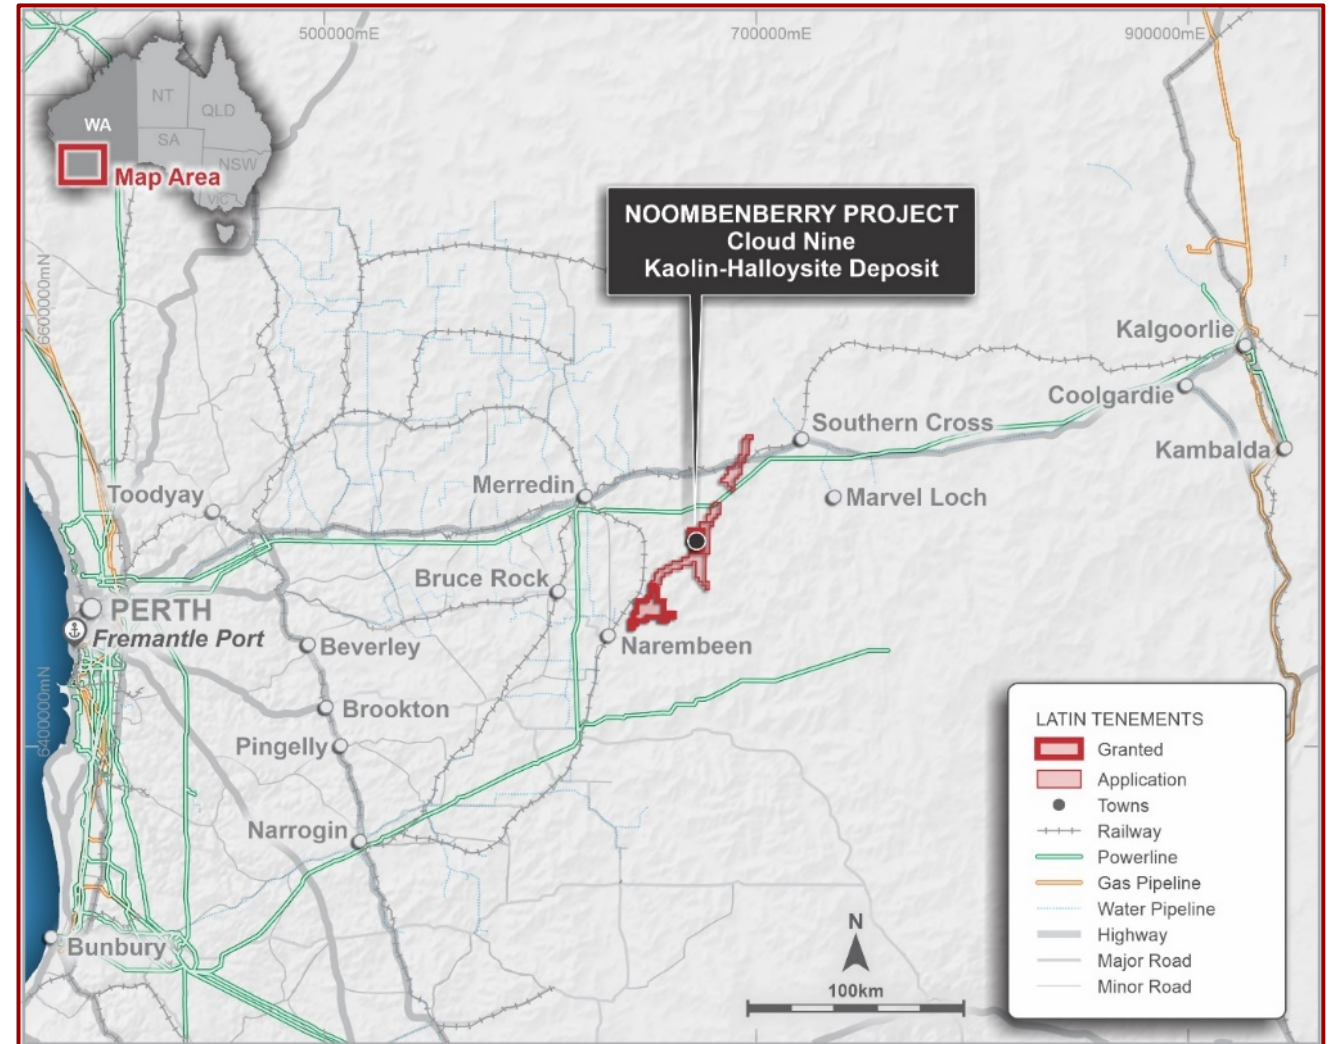 500000mE
700000mE
900000mE
NT
QLD
WA
SA
NSW
VIC
Map Area
NOOMBENBERRY PROJECT
Cloud Nine
Kaolin-Halloysite Deposit
6600000mN
Kalgoorlie
Coolgardie
Southern Cross
Kambalda
Merredin
Toodyay
Marvel Loch
Bruce Rock
PERTH
Fremantle Port
Beverley
Narembeen
6400000mN
Brookton
Pingelly
Narrogin
Bunbury
LATIN TENEMENTS
Granted
Application
Towns
Railway
Powerline
Gas Pipeline
Water Pipeline
Highway
Major Road
Minor Road
N
100km